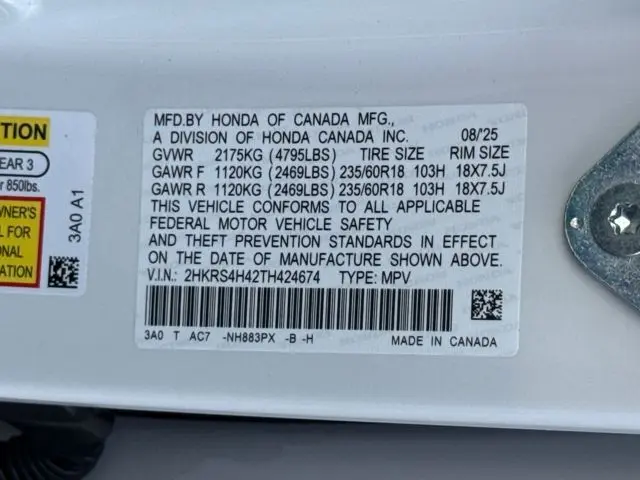 TION
EAR 3
r 850lbs.
WNER'S
L FOR
ONAL
ATION
3A0 A1
MFD.BY HONDA OF CANADA MFG.,
A DIVISION OF HONDA CANADA INC. 08/'25
GVWR 2175KG (4795LBS) TIRE SIZE RIM SIZE
GAWR F 1120KG (2469LBS) 235/60R18 103H 18X7.5J
GAWR R 1120KG (2469LBS) 235/60R18 103H 18X7.5J
THIS VEHICLE CONFORMS TO ALL APPLICABLE
FEDERAL MOTOR VEHICLE SAFETY
AND THEFT PREVENTION STANDARDS IN EFFECT
ON THE DATE OF MANUFACTURE SHOWN ABOVE.
V.I.N: 2HKRS4H42TH424674 TYPE: MPV
3A0 T AC7 -NH883PX -B -H MADE IN CANADA